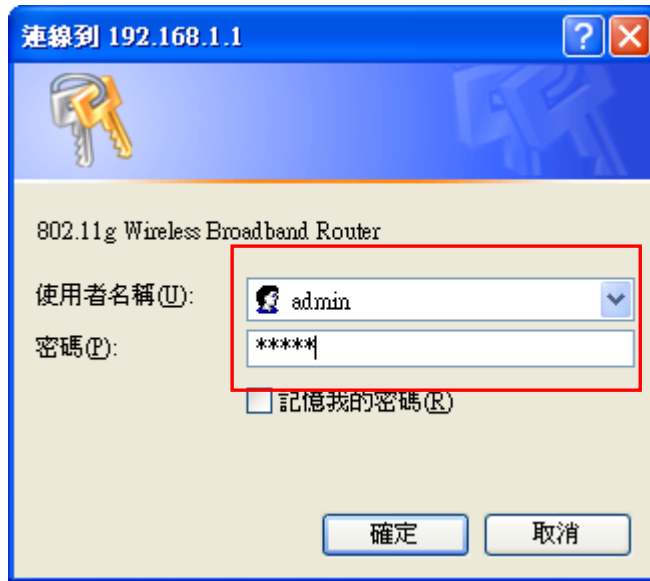 連線到 192.168.1.1
802.11g Wireless Broadband Router
使用者名稱(U): admin
密碼(P): *****
記憶我的密碼(R)
確定 取消